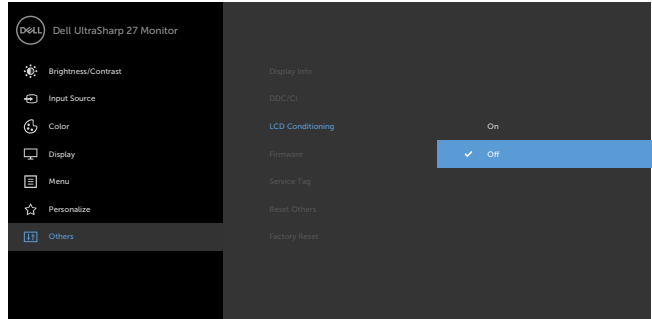 DELL Dell UltraSharp 27 Monitor
Brightness/Contrast
Display Info
Input Source
DDC/CI
Color
LCD Conditioning
On
Display
Firmware
Off
Menu
Service Tag
Personalize
Reset Others
Others
Factory Reset